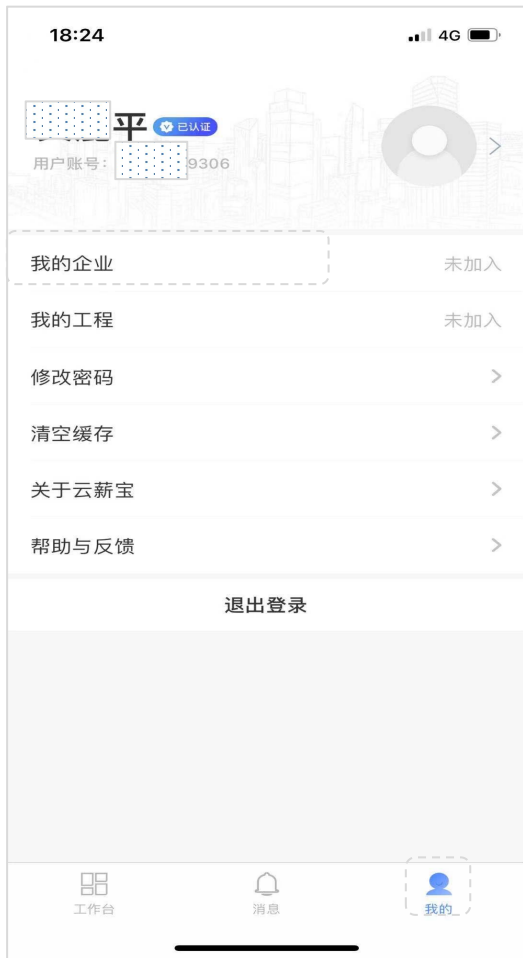 18:24 4G
平 已认证
用户账号: 9306
我的企业 未加入
我的工程 未加入
修改密码
清空缓存
关于云薪宝
帮助与反馈
退出登录
工作台 消息 我的